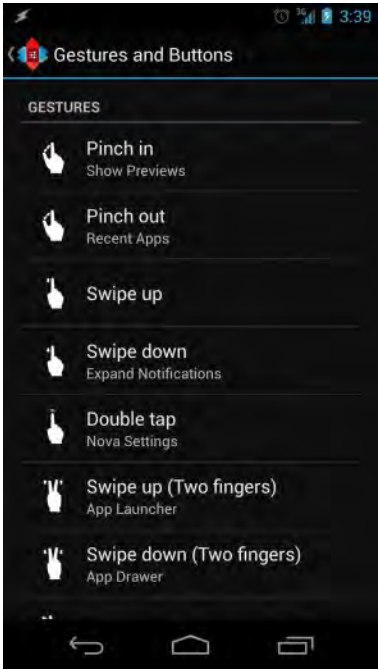 3G 3:39
Gestures and Buttons
GESTURES
Pinch in
Show Previews
Pinch out
Recent Apps
Swipe up
Swipe down
Expand Notifications
Double tap
Nova Settings
Swipe up (Two fingers)
App Launcher
Swipe down (Two fingers)
App Drawer